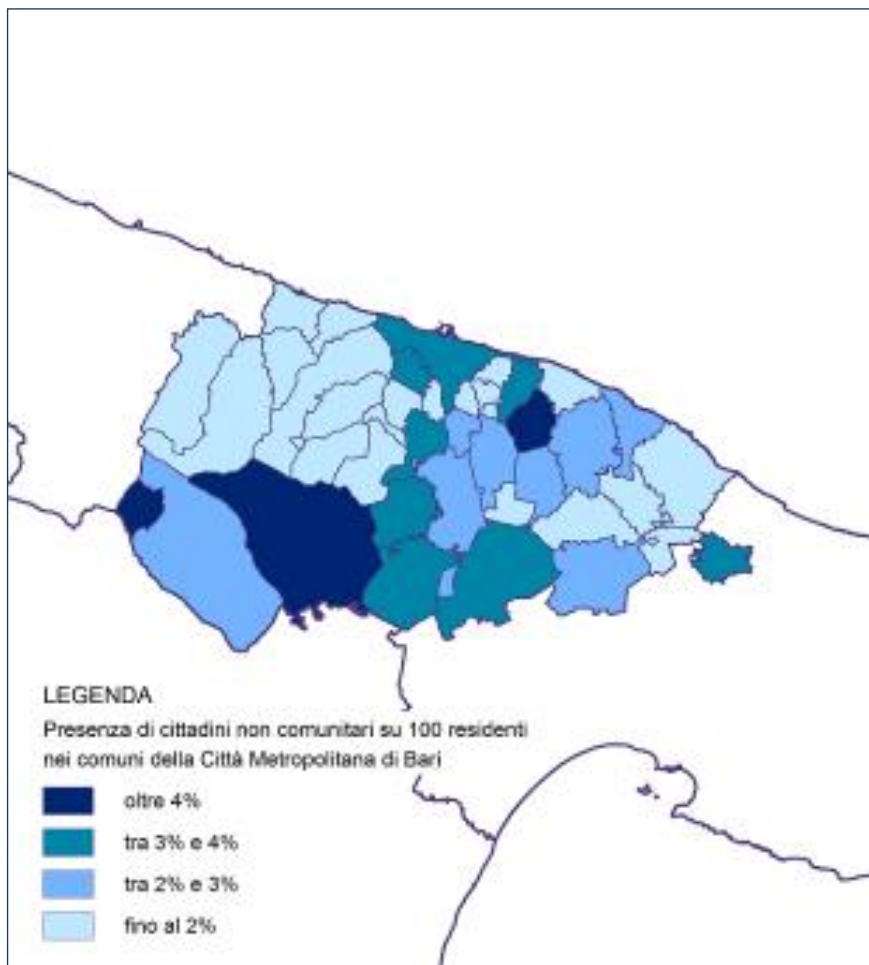 LEGENDA
Presenza di cittadini non comunitari su 100 residenti
nei comuni della Città Metropolitana di Bari
oltre 4%
tra 3% e 4%
tra 2% e 3%
fino al 2%